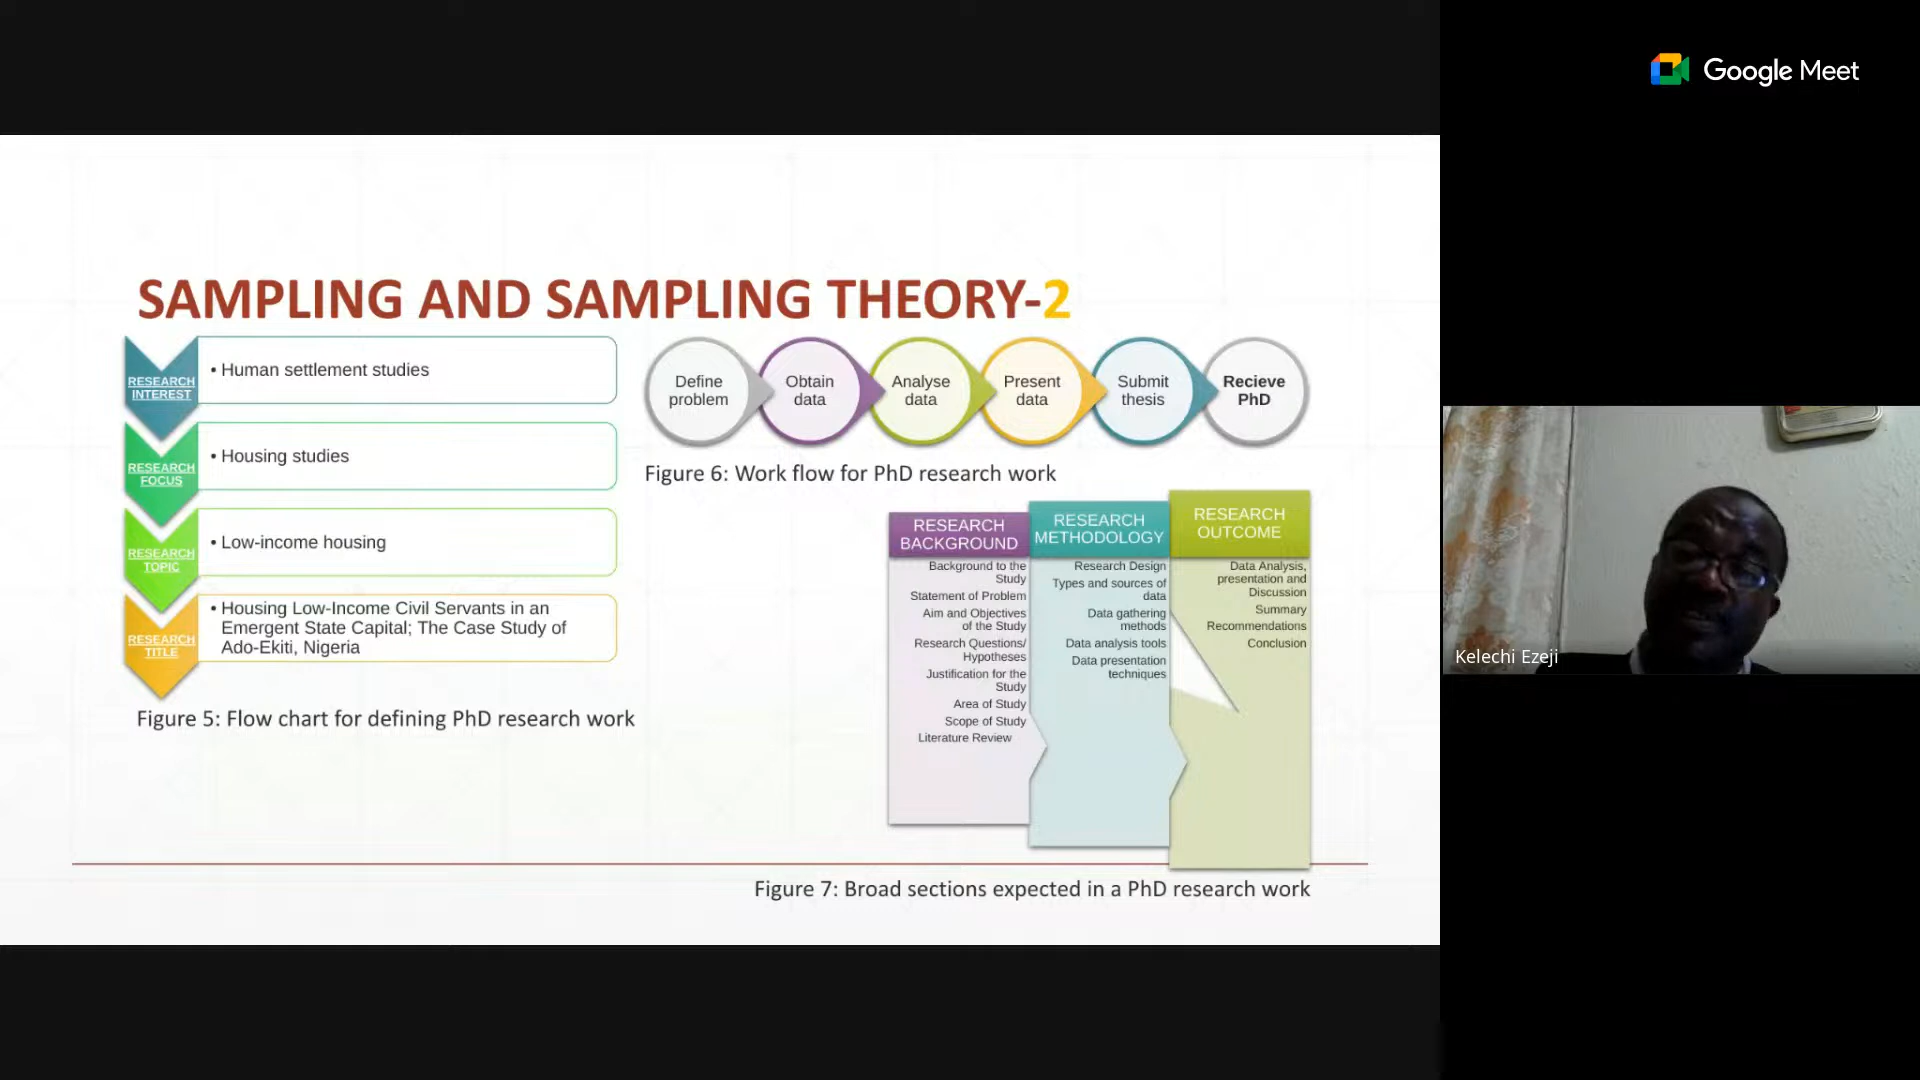 Google Meet
SAMPLING AND SAMPLING THEORY-2
RESEARCH
INTEREST
• Human settlement studies
RESEARCH
FOCUS
• Housing studies
RESEARCH
TOPIC
• Low-income housing
RESEARCH
TITLE
• Housing Low-Income Civil Servants in an
Emergent State Capital; The Case Study of
Ado-Ekiti, Nigeria
Figure 5: Flow chart for defining PhD research work
Define
problem
Obtain
data
Analyse
data
Present
data
Submit
thesis
Recieve
PhD
Figure 6: Work flow for PhD research work
RESEARCH
BACKGROUND
Background to the
Study
Statement of Problem
Aim and Objectives
of the Study
Research Questions/
Hypotheses
Justification for the
Study
Area of Study
Scope of Study
Literature Review
RESEARCH
METHODOLOGY
Research Design
Types and sources of
data
Data gathering
methods
Data analysis tools
Data presentation
techniques
RESEARCH
OUTCOME
Data Analysis,
presentation and
Discussion
Summary
Recommendations
Conclusion
Figure 7: Broad sections expected in a PhD research work
Kelechi Ezeji